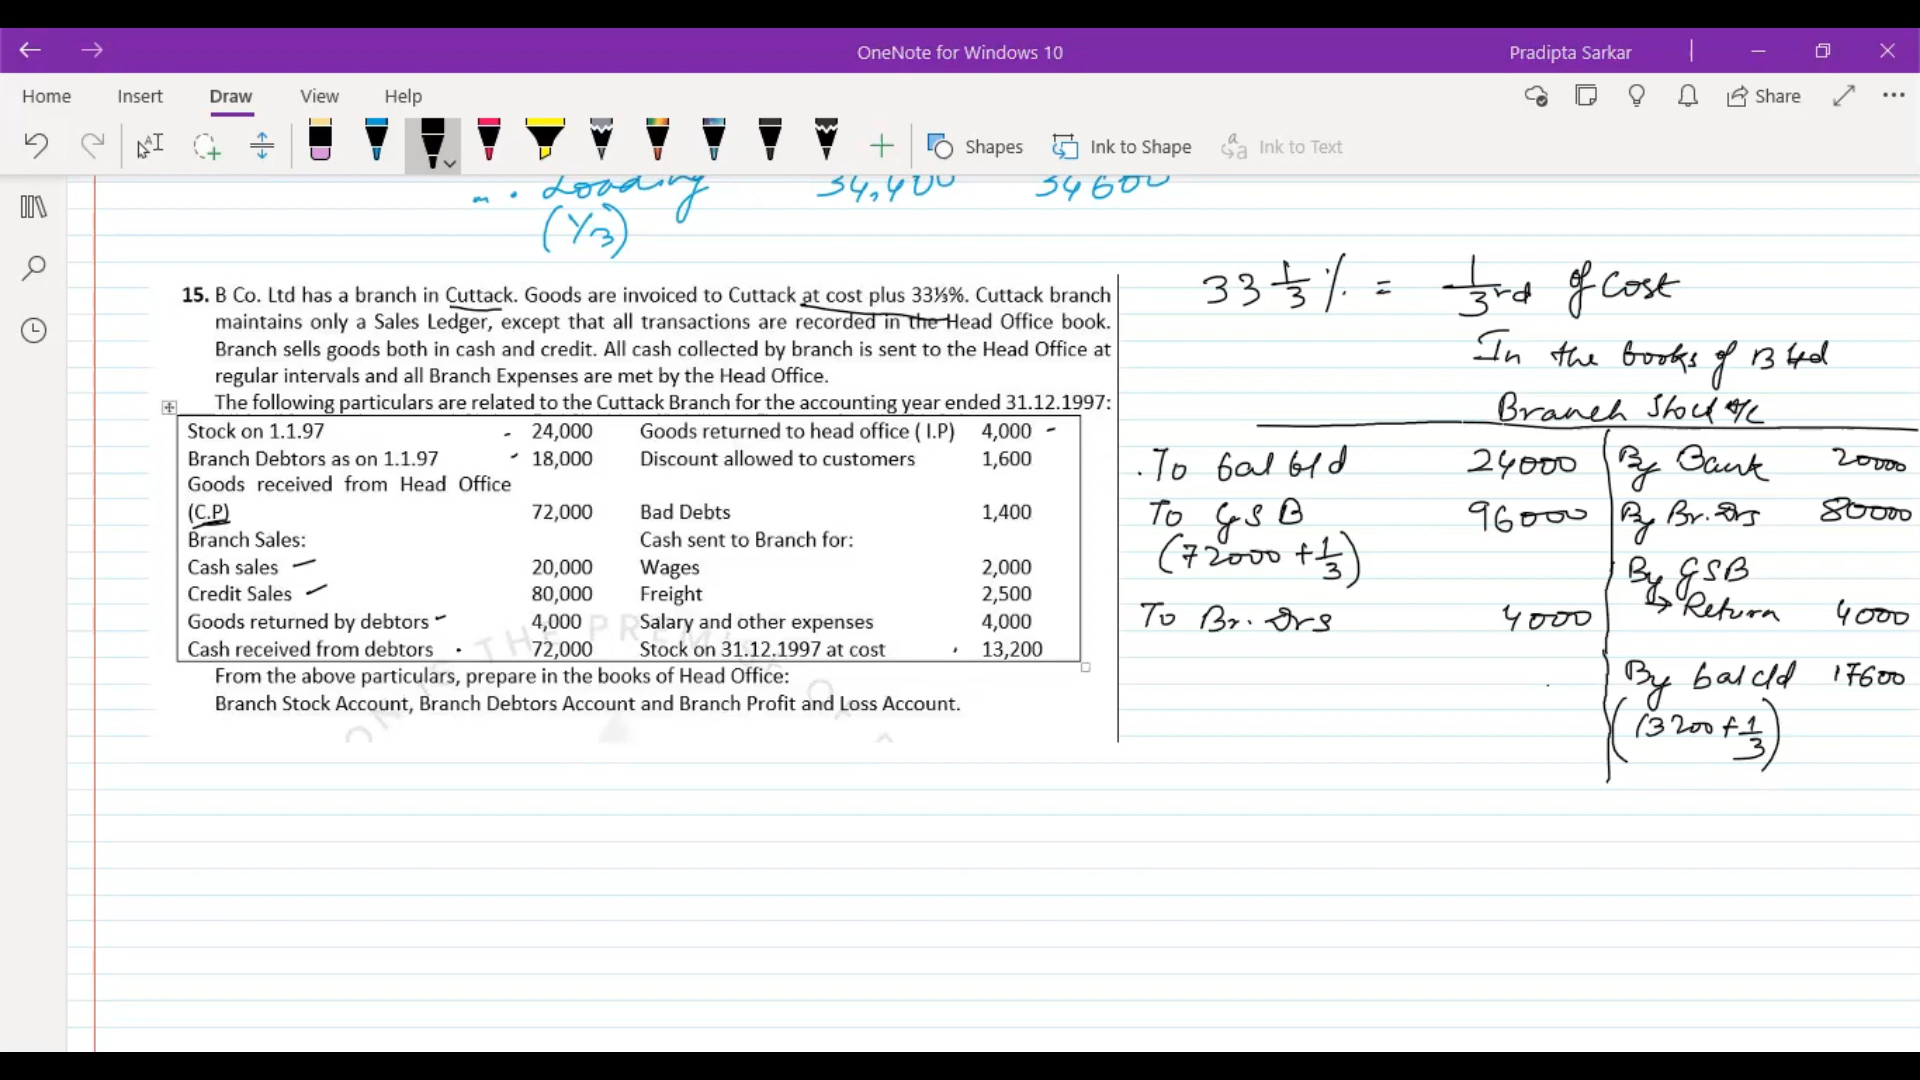 OneNote for Windows 10
Pradipta Sarkar
Home Insert Draw View Help
Share
Shapes Ink to Shape Ink to Text
Loading 34,400 34600
(1/3)
15. B Co. Ltd has a branch in Cuttack. Goods are invoiced to Cuttack at cost plus 33⅓%. Cuttack branch
maintains only a Sales Ledger, except that all transactions are recorded in the Head Office book.
Branch sells goods both in cash and credit. All cash collected by branch is sent to the Head Office at
regular intervals and all Branch Expenses are met by the Head Office.
The following particulars are related to the Cuttack Branch for the accounting year ended 31.12.1997:
Stock on 1.1.97 24,000 Goods returned to head office ( I.P) 4,000
Branch Debtors as on 1.1.97 18,000 Discount allowed to customers 1,600
Goods received from Head Office
(C.P) 72,000 Bad Debts 1,400
Branch Sales: Cash sent to Branch for:
Cash sales 20,000 Wages 2,000
Credit Sales 80,000 Freight 2,500
Goods returned by debtors 4,000 Salary and other expenses 4,000
Cash received from debtors 72,000 Stock on 31.12.1997 at cost 13,200
From the above particulars, prepare in the books of Head Office:
Branch Stock Account, Branch Debtors Account and Branch Profit and Loss Account.
33 1/3 % = 1/3 rd of Cost
In the books of B Ltd
Branch Stock A/c
To bal b/d 24000 By Bank 20000
To GSB 96000 By Br. Drs 80000
(72000 + 1/3)
By GSB
→ Return 4000
To Br. Drs 4000
By bal c/d 17600
(13200 + 1/3)